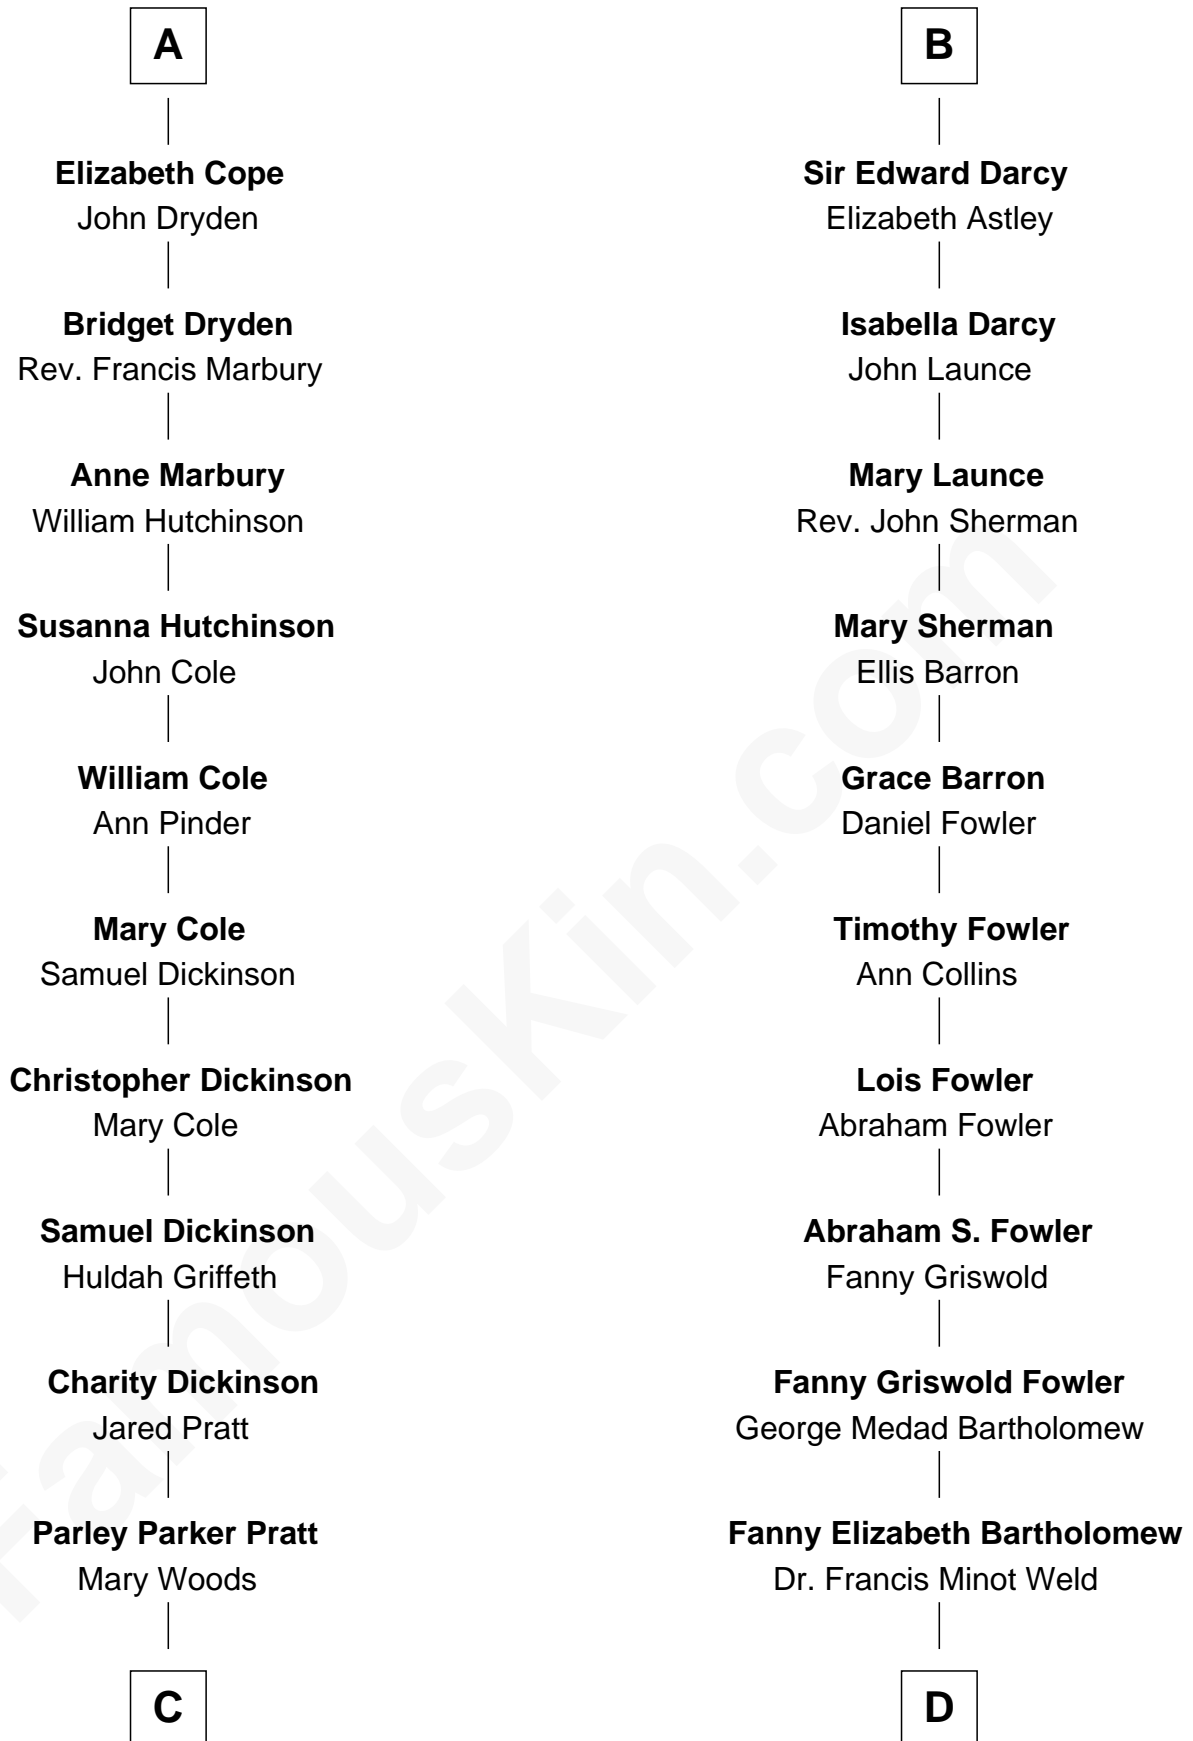 A
Elizabeth Cope
John Dryden
Bridget Dryden
Rev. Francis Marbury
Anne Marbury
William Hutchinson
Susanna Hutchinson
John Cole
William Cole
Ann Pinder
Mary Cole
Samuel Dickinson
Christopher Dickinson
Mary Cole
Samuel Dickinson
Huldah Griffeth
Charity Dickinson
Jared Pratt
Parley Parker Pratt
Mary Woods
C
B
Sir Edward Darcy
Elizabeth Astley
Isabella Darcy
John Launce
Mary Launce
Rev. John Sherman
Mary Sherman
Ellis Barron
Grace Barron
Daniel Fowler
Timothy Fowler
Ann Collins
Lois Fowler
Abraham Fowler
Abraham S. Fowler
Fanny Griswold
Fanny Griswold Fowler
George Medad Bartholomew
Fanny Elizabeth Bartholomew
Dr. Francis Minot Weld
D
FamousKin.com